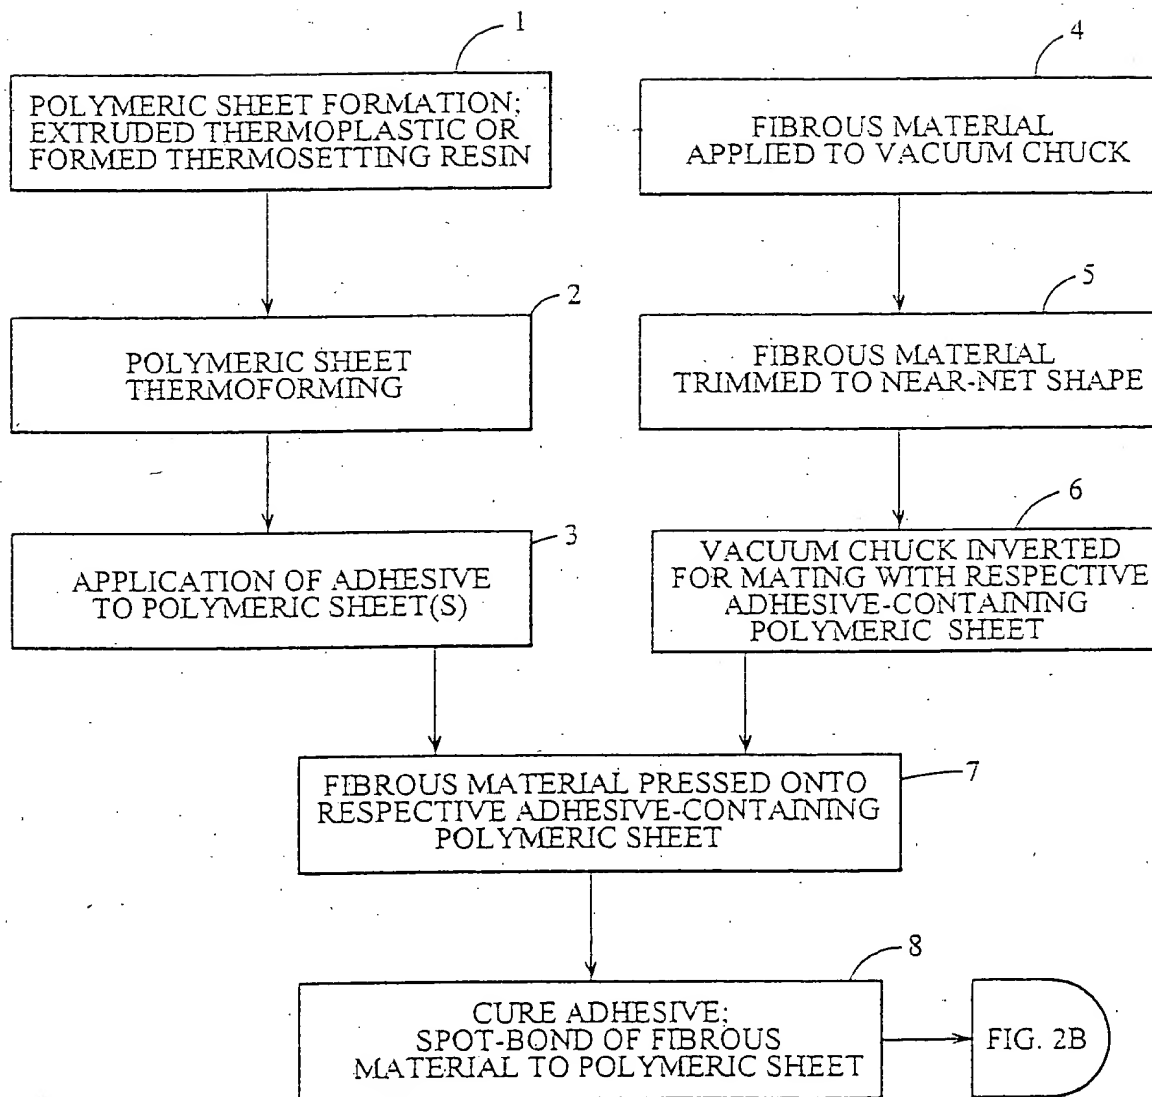 1
POLYMERIC SHEET FORMATION;
EXTRUDED THERMOPLASTIC OR
FORMED THERMOSETTING RESIN
2
POLYMERIC SHEET
THERMOFORMING
3
APPLICATION OF ADHESIVE
TO POLYMERIC SHEET(S)
4
FIBROUS MATERIAL
APPLIED TO VACUUM CHUCK
5
FIBROUS MATERIAL
TRIMMED TO NEAR-NET SHAPE
6
VACUUM CHUCK INVERTED
FOR MATING WITH RESPECTIVE
ADHESIVE-CONTAINING
POLYMERIC SHEET
7
FIBROUS MATERIAL PRESSED ONTO
RESPECTIVE ADHESIVE-CONTAINING
POLYMERIC SHEET
8
CURE ADHESIVE;
SPOT-BOND OF FIBROUS
MATERIAL TO POLYMERIC SHEET
FIG. 2B